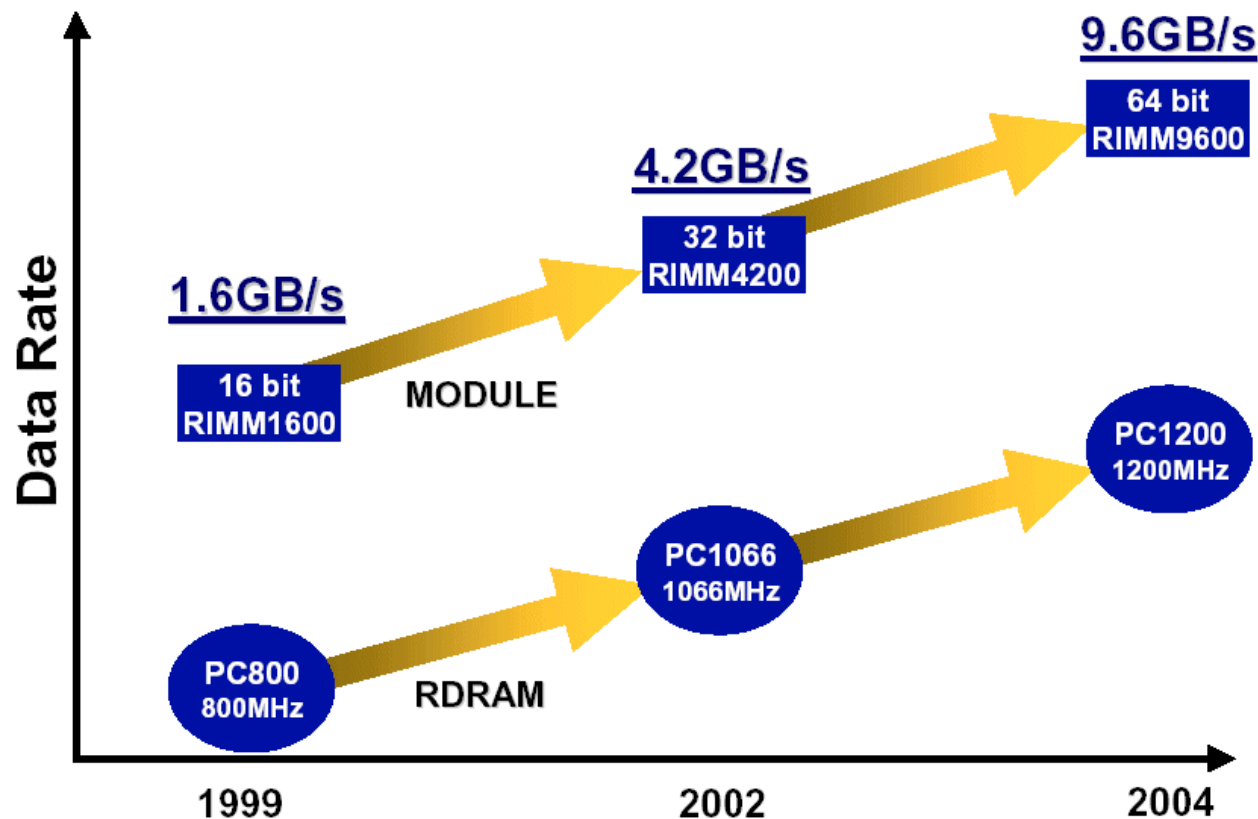 9.6GB/s
64 bit
RIMM9600
4.2GB/s
32 bit
RIMM4200
1.6GB/s
16 bit
RIMM1600
MODULE
Data Rate
PC1200
1200MHz
PC1066
1066MHz
PC800
800MHz
RDRAM
1999
2002
2004